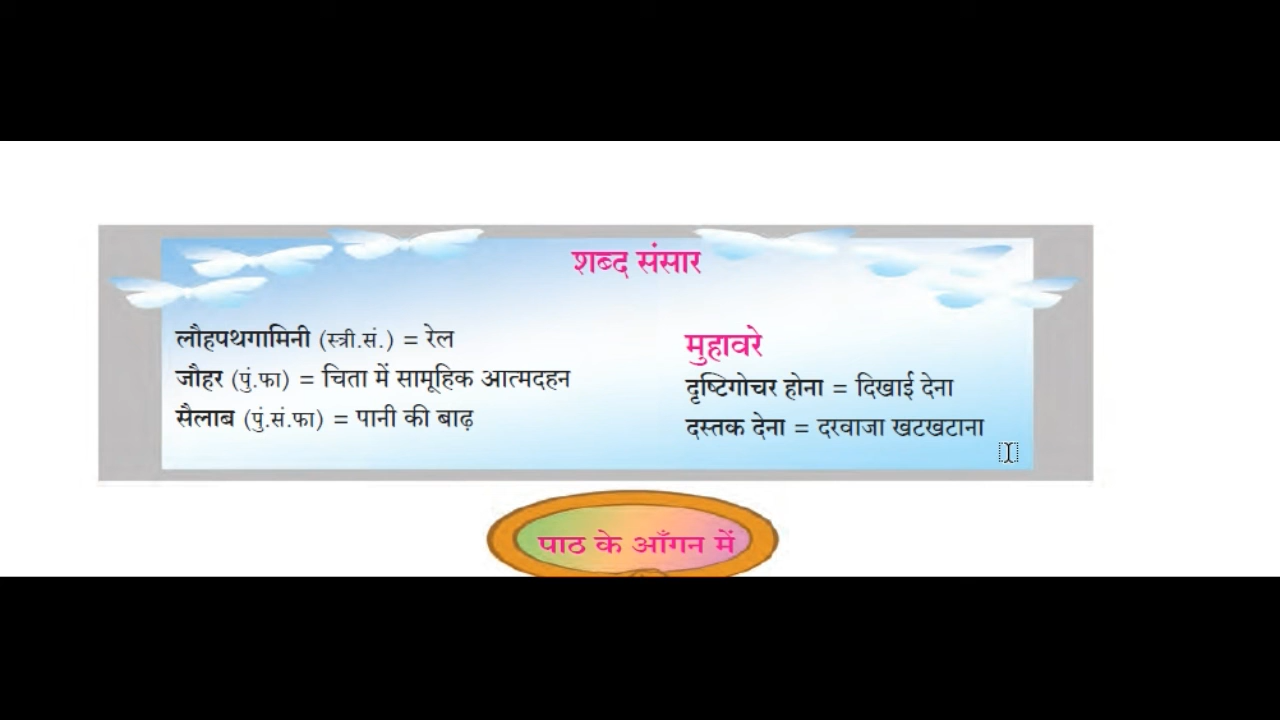 शब्द संसार
लौहपथगामिनी (स्त्री.सं.) = रेल
जौहर (पुं.फा) = चिता में सामूहिक आत्मदहन
सैलाब (पुं.सं.फा) = पानी की बाढ़
मुहावरे
दृष्टिगोचर होना = दिखाई देना
दस्तक देना = दरवाजा खटखटाना
पाठ के आँगन में